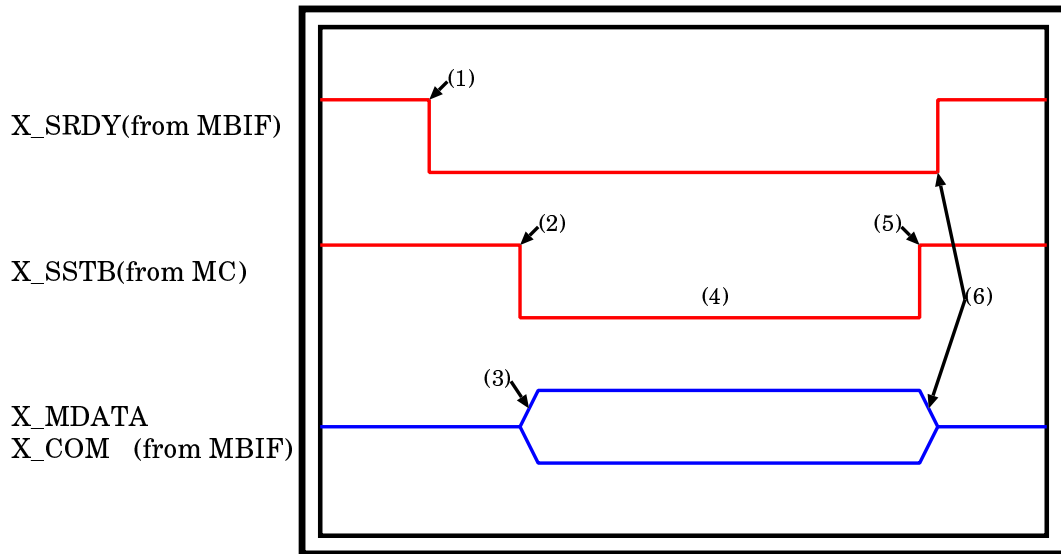 (1)
X_SRDY(from MBIF)
(2)
(5)
X_SSTB(from MC)
(4)
(6)
(3)
X_MDATA
X_COM (from MBIF)